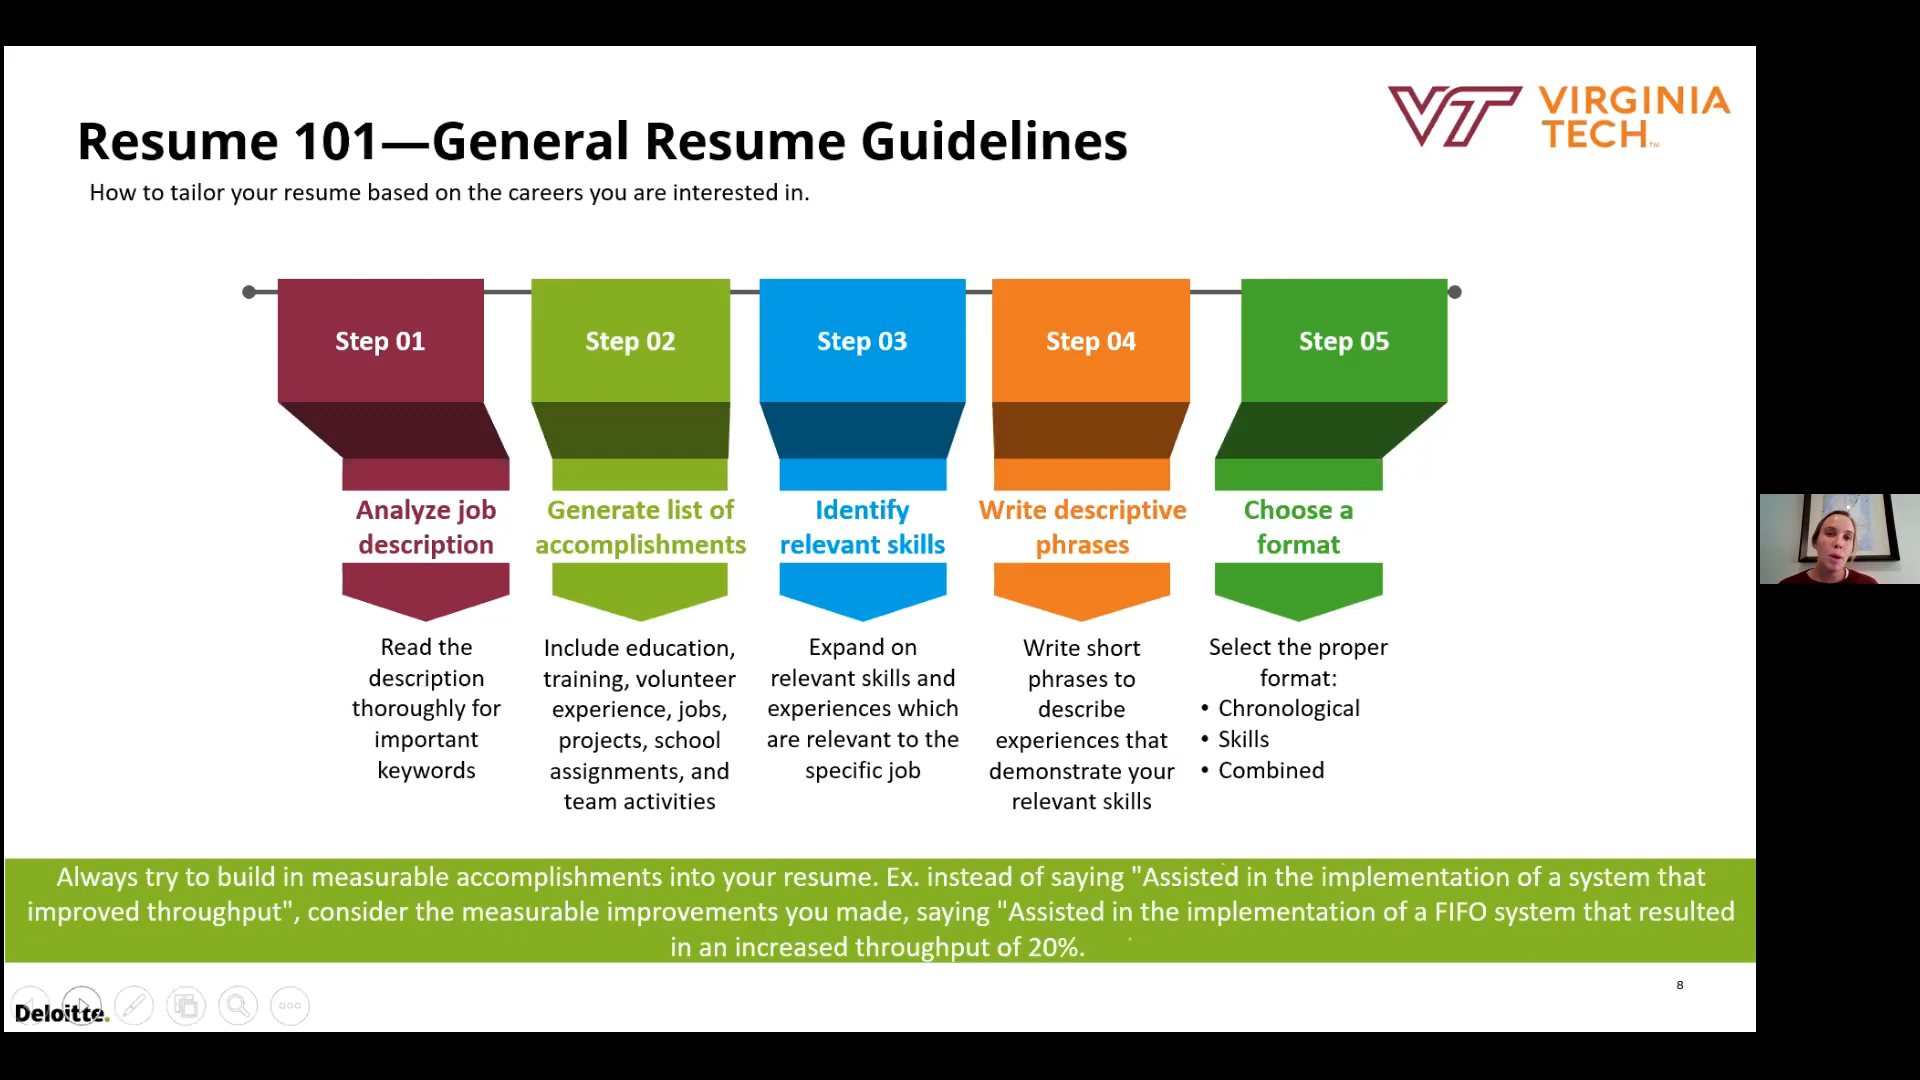 VIRGINIA
TECH™
Resume 101—General Resume Guidelines
How to tailor your resume based on the careers you are interested in.
Step 01
Analyze job
description
Read the
description
thoroughly for
important
keywords
Step 02
Generate list of
accomplishments
Include education,
training, volunteer
experience, jobs,
projects, school
assignments, and
team activities
Step 03
Identify
relevant skills
Expand on
relevant skills and
experiences which
are relevant to the
specific job
Step 04
Write descriptive
phrases
Write short
phrases to
describe
experiences that
demonstrate your
relevant skills
Step 05
Choose a
format
Select the proper
format:
• Chronological
• Skills
• Combined
Always try to build in measurable accomplishments into your resume. Ex. instead of saying "Assisted in the implementation of a system that
improved throughput", consider the measurable improvements you made, saying "Assisted in the implementation of a FIFO system that resulted
in an increased throughput of 20%.
8
Deloitte.